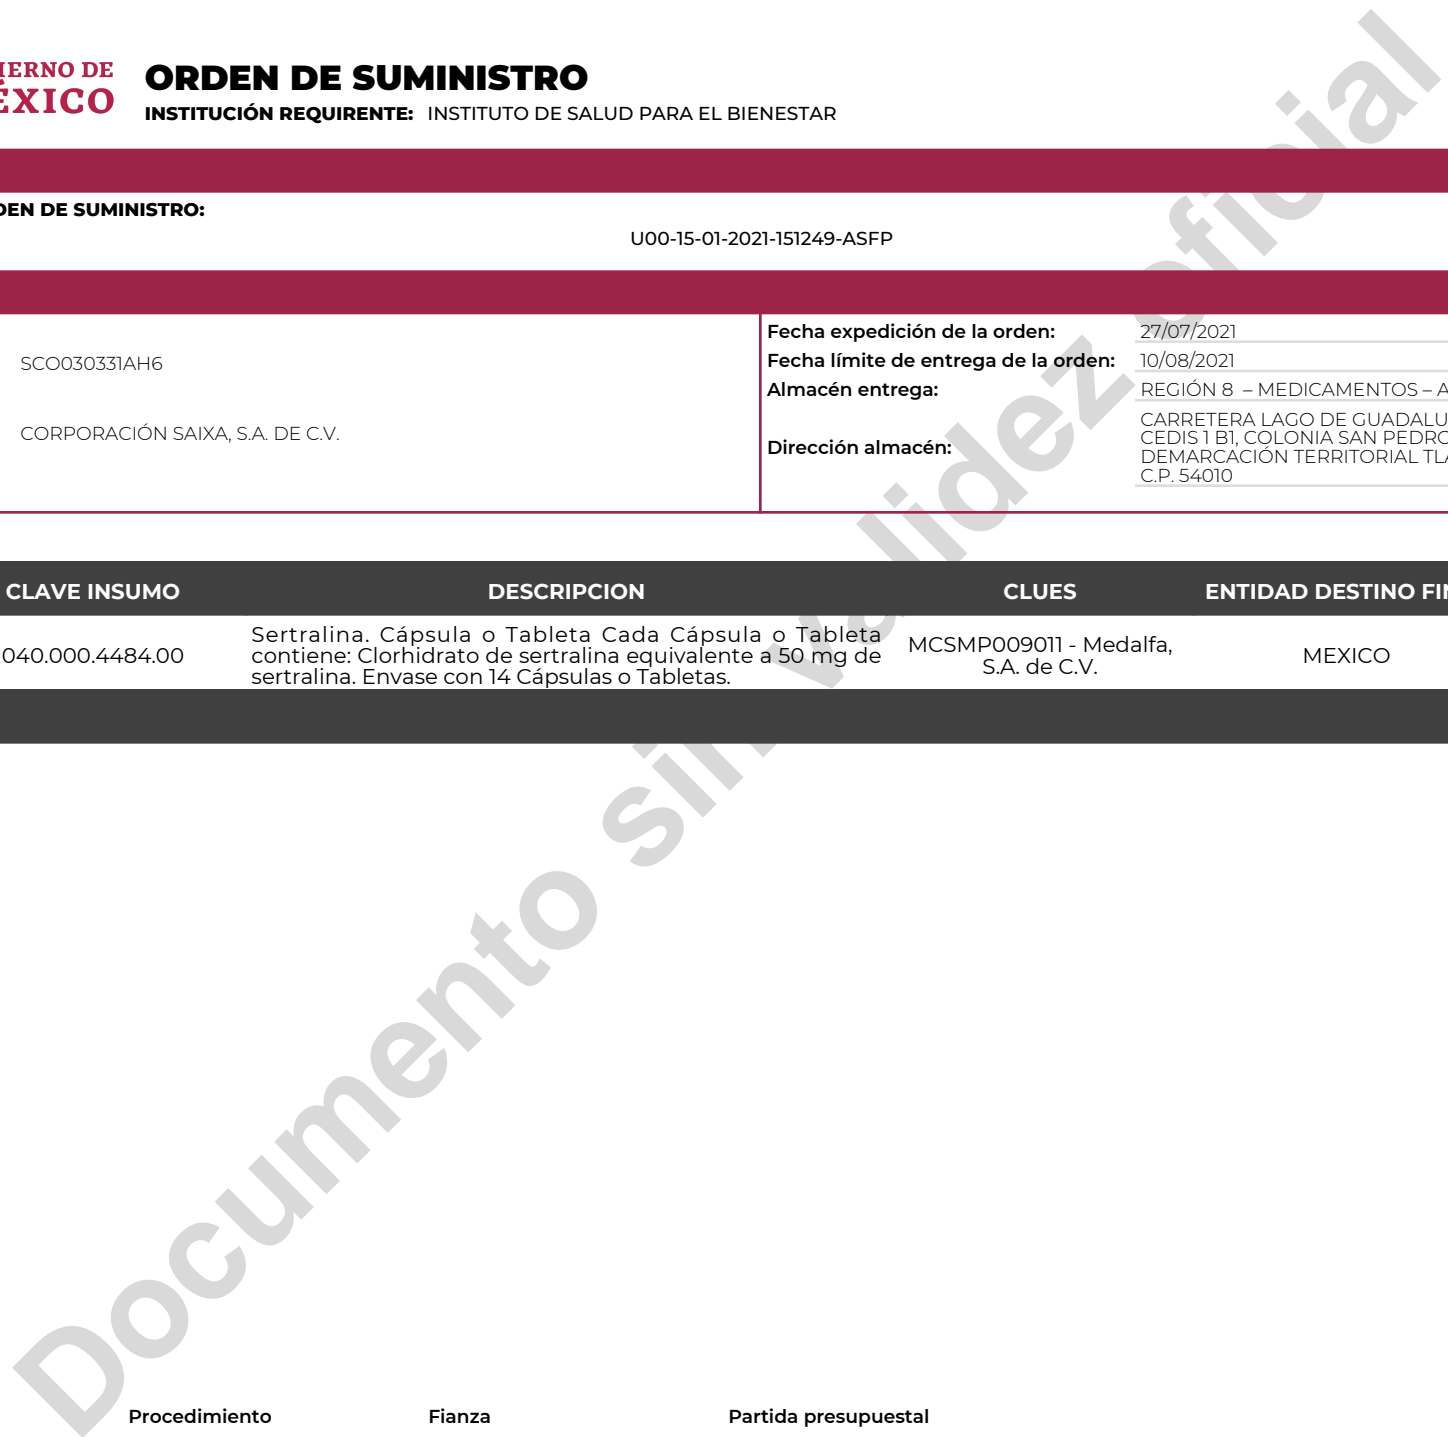 IERNO DE
ÉXICO
ORDEN DE SUMINISTRO
INSTITUCIÓN REQUIRENTE: INSTITUTO DE SALUD PARA EL BIENESTAR
DEN DE SUMINISTRO:
U00-15-01-2021-151249-ASFP
SCO030331AH6
CORPORACIÓN SAIXA, S.A. DE C.V.
Fecha expedición de la orden: 27/07/2021
Fecha límite de entrega de la orden: 10/08/2021
Almacén entrega: REGIÓN 8 – MEDICAMENTOS – A
Dirección almacén:
CARRETERA LAGO DE GUADALU
CEDIS 1 B1, COLONIA SAN PEDRO
DEMARCACIÓN TERRITORIAL TLA
C.P. 54010
CLAVE INSUMO DESCRIPCION CLUES ENTIDAD DESTINO FIN
040.000.4484.00
Sertralina. Cápsula o Tableta Cada Cápsula o Tableta
contiene: Clorhidrato de sertralina equivalente a 50 mg de
sertralina. Envase con 14 Cápsulas o Tabletas.
MCSMP009011 - Medalfa,
S.A. de C.V.
MEXICO
Documento sin validez oficial
Procedimiento Fianza Partida presupuestal